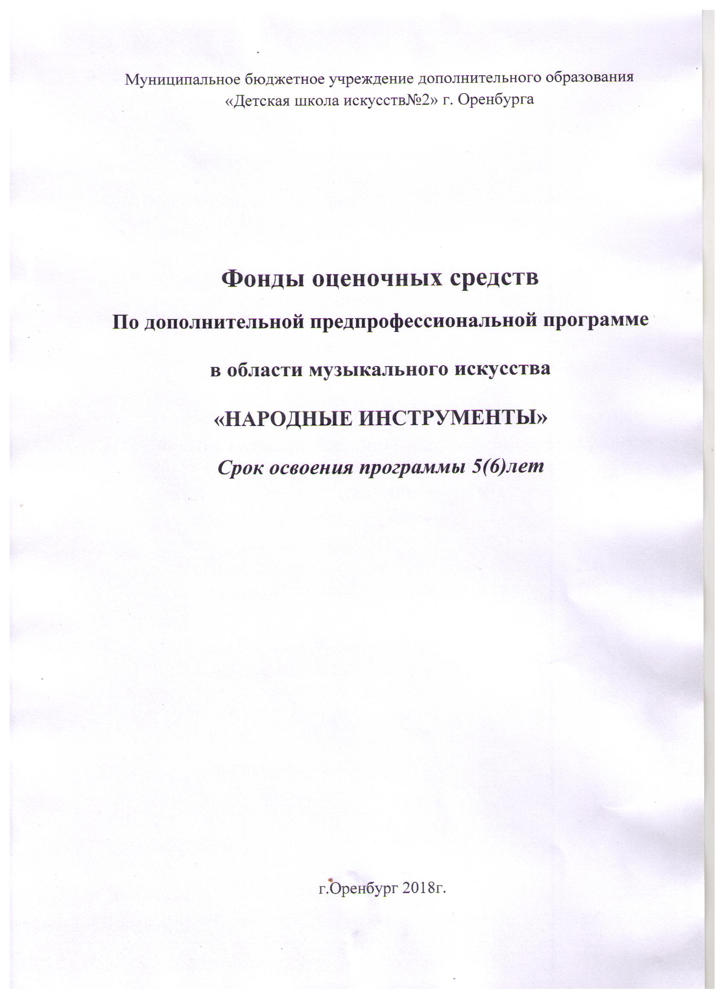 Муниципальное бюджетное учреждение дополнительного образования
«Детская школа искусств№2» г. Оренбурга
Фонды оценочных средств
По дополнительной предпрофессиональной программе
в области музыкального искусства
«НАРОДНЫЕ ИНСТРУМЕНТЫ»
Срок освоения программы 5(6)лет
г.Оренбург 2018г.